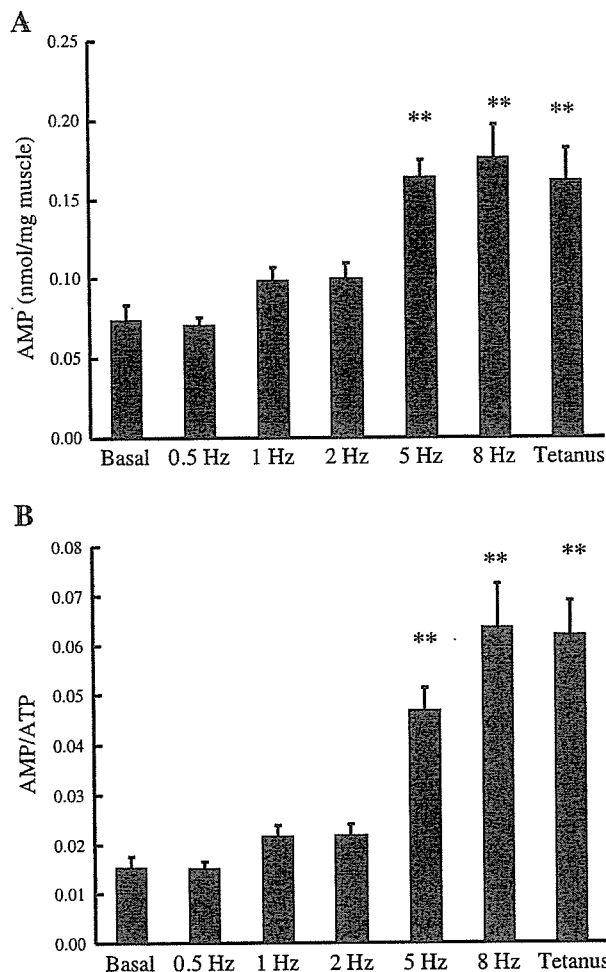 A
0.25
0.20
0.15
0.10
0.05
0.00
AMP (nmol/mg muscle)
** ** **
Basal 0.5 Hz 1 Hz 2 Hz 5 Hz 8 Hz Tetanus
B
0.08
0.07
0.06
0.05
0.04
0.03
0.02
0.01
0.00
AMP/ATP
** ** **
Basal 0.5 Hz 1 Hz 2 Hz 5 Hz 8 Hz Tetanus